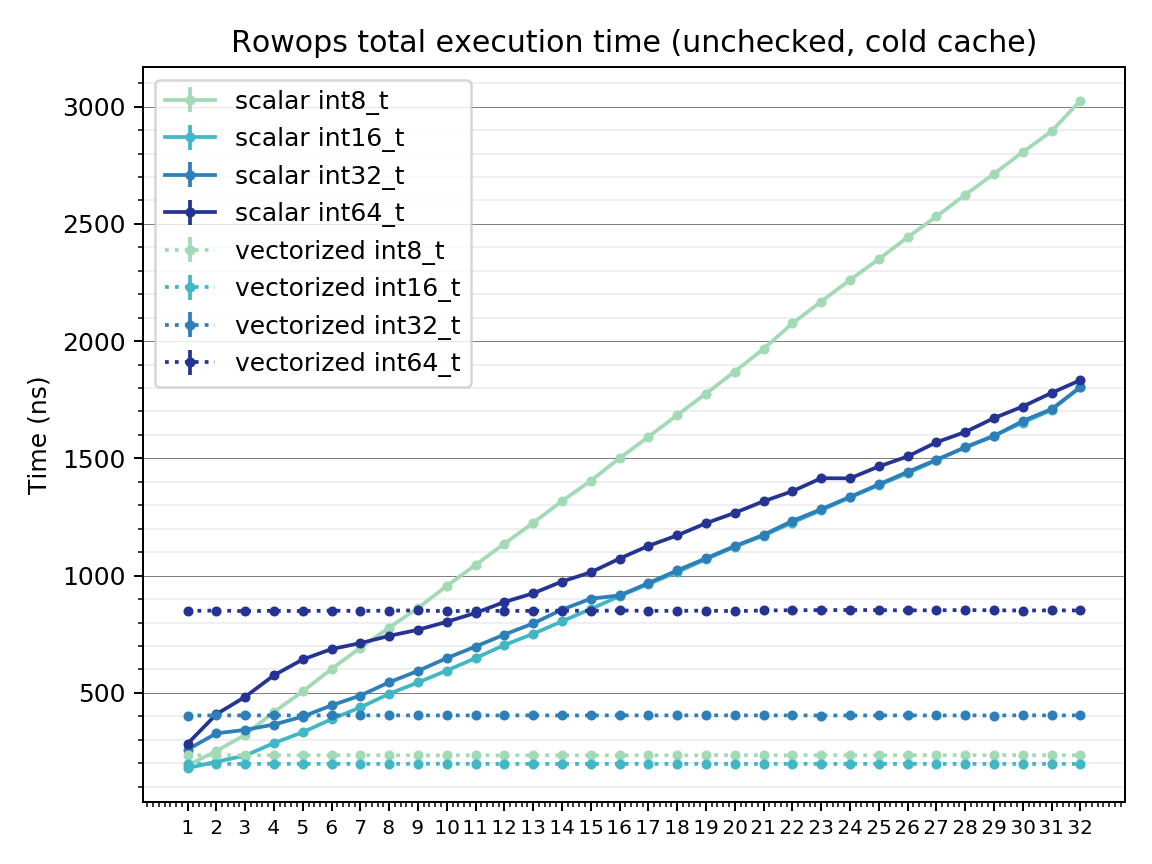 Rowops total execution time (unchecked, cold cache)
scalar int8_t
scalar int16_t
scalar int32_t
scalar int64_t
vectorized int8_t
vectorized int16_t
vectorized int32_t
vectorized int64_t
Time (ns)
3000
2500
2000
1500
1000
500
1 2 3 4 5 6 7 8 9 10 11 12 13 14 15 16 17 18 19 20 21 22 23 24 25 26 27 28 29 30 31 32